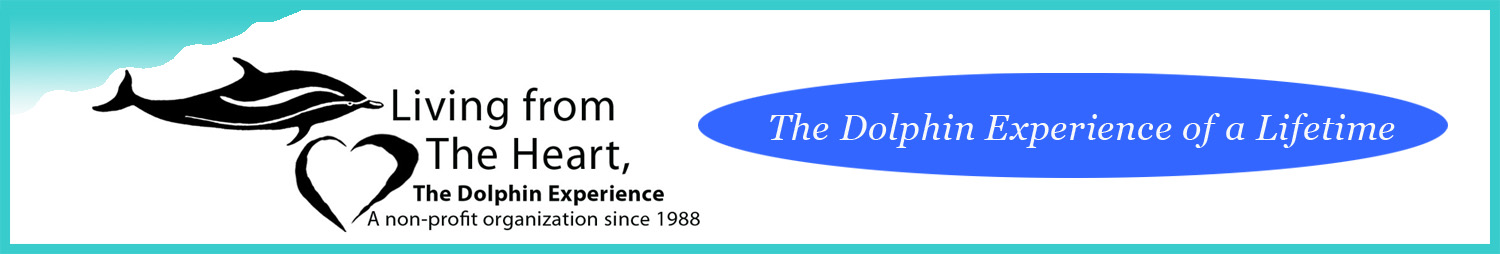 Living from
The Heart,
The Dolphin Experience
A non-profit organization since 1988
The Dolphin Experience of a Lifetime